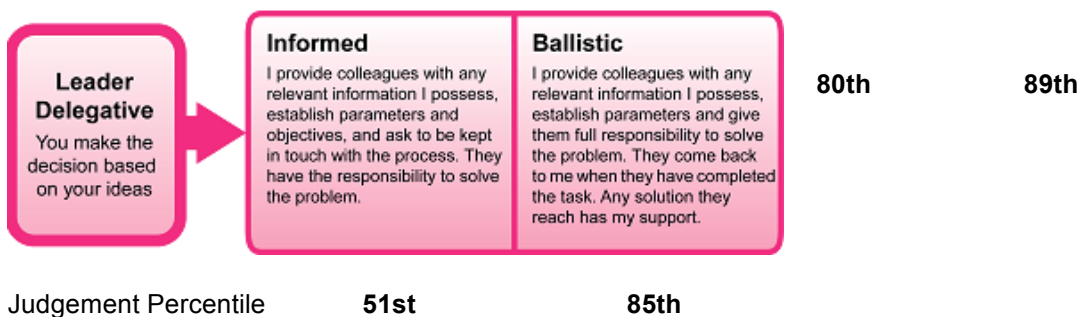 Leader
Delegative
You make the
decision based
on your ideas
Informed
I provide colleagues with any
relevant information I possess,
establish parameters and
objectives, and ask to be kept
in touch with the process. They
have the responsibility to solve
the problem.
Ballistic
I provide colleagues with any
relevant information I possess,
establish parameters and give
them full responsibility to solve
the problem. They come back
to me when they have completed
the task. Any solution they
reach has my support.
80th 89th
Judgement Percentile 51st 85th